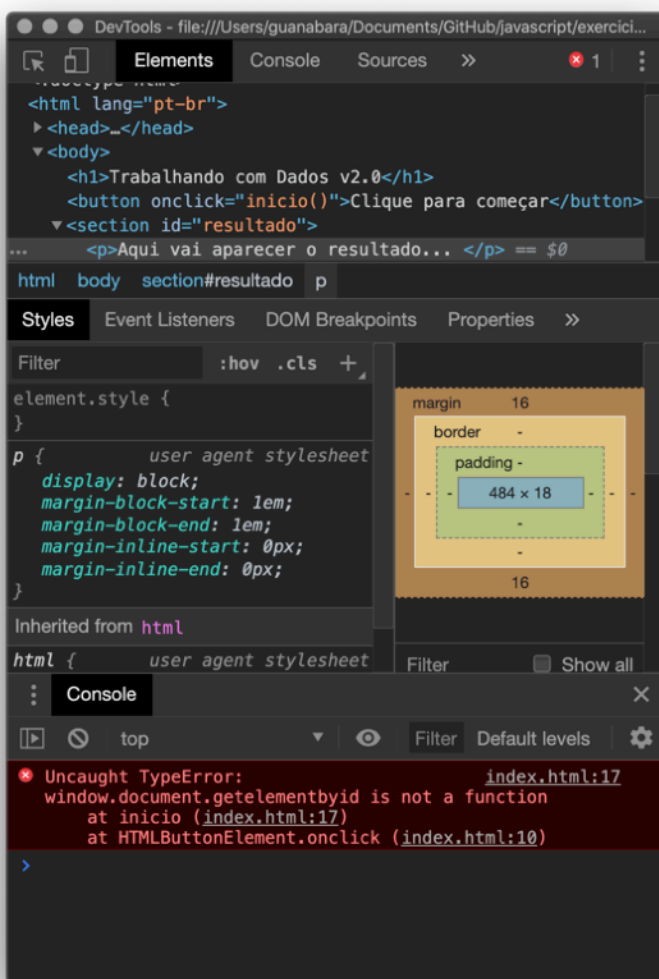 DevTools - file:///Users/guanabara/Documents/GitHub/javascript/exercici...
Elements Console Sources » 1
<!doctype html>
<html lang="pt-br">
<head>…</head>
<body>
<h1>Trabalhando com Dados v2.0</h1>
<button onclick="inicio()">Clique para começar</button>
<section id="resultado">
... <p>Aqui vai aparecer o resultado... </p> == $0
html body section#resultado p
Styles Event Listeners DOM Breakpoints Properties »
Filter :hov .cls +
element.style {
}
p { user agent stylesheet
display: block;
margin-block-start: 1em;
margin-block-end: 1em;
margin-inline-start: 0px;
margin-inline-end: 0px;
}
Inherited from html
html { user agent stylesheet
margin 16
border -
padding -
- - - 484 × 18 - - -
-
-
16
Filter Show all
Console
top Filter Default levels
Uncaught TypeError: index.html:17
window.document.getelementbyid is not a function
at inicio (index.html:17)
at HTMLButtonElement.onclick (index.html:10)
>